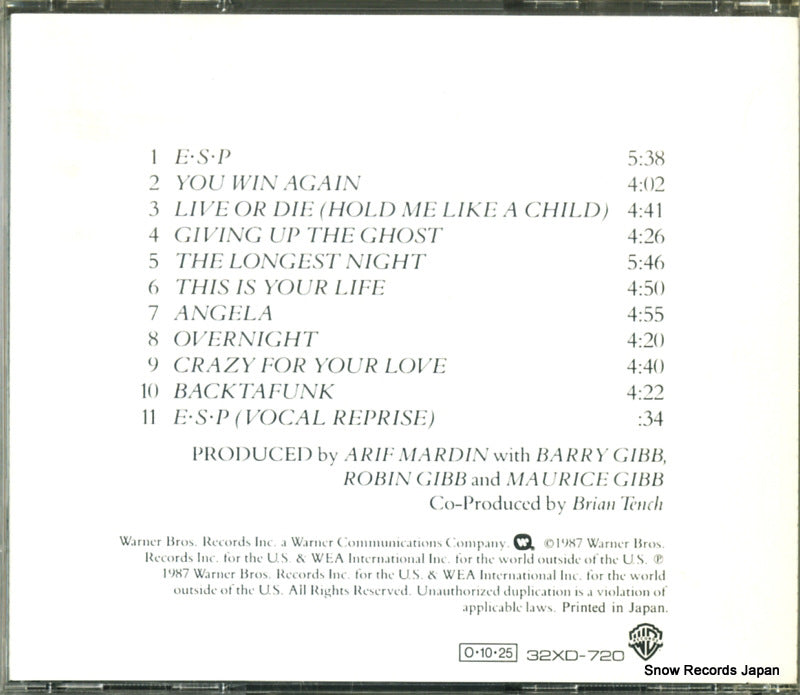 1 E·S·P 5:38
2 YOU WIN AGAIN 4:02
3 LIVE OR DIE (HOLD ME LIKE A CHILD) 4:41
4 GIVING UP THE GHOST 4:26
5 THE LONGEST NIGHT 5:46
6 THIS IS YOUR LIFE 4:50
7 ANGELA 4:55
8 OVERNIGHT 4:20
9 CRAZY FOR YOUR LOVE 4:40
10 BACKTAFUNK 4:22
11 E·S·P (VOCAL REPRISE) :34
PRODUCED by ARIF MARDIN with BARRY GIBB,
ROBIN GIBB and MAURICE GIBB
Co-Produced by Brian Tench
Warner Bros. Records Inc. a Warner Communications Company. ©1987 Warner Bros.
Records Inc. for the U.S. & WEA International Inc. for the world outside of the U.S. ℗
1987 Warner Bros. Records Inc. for the U.S. & WEA International Inc. for the world
outside of the U.S. All Rights Reserved. Unauthorized duplication is a violation of
applicable laws. Printed in Japan.
O·10·25 32XD-720
Snow Records Japan